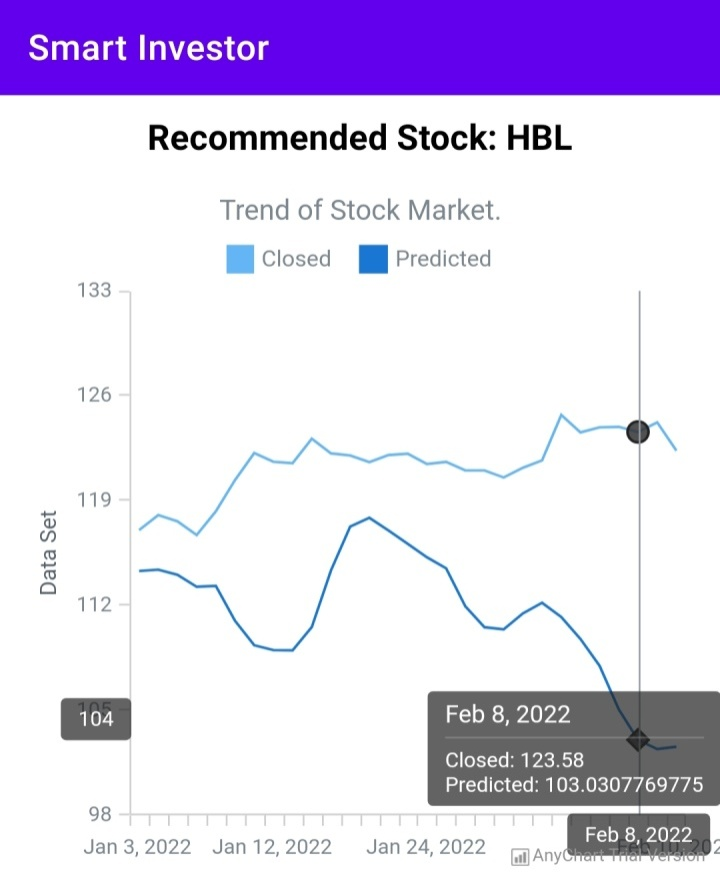 Smart Investor
Recommended Stock: HBL
Trend of Stock Market.
Closed Predicted
133
126
119
112
105
104
98
Data Set
Feb 8, 2022
Closed: 123.58
Predicted: 103.0307769775
Feb 8, 2022
Jan 3, 2022 Jan 12, 2022 Jan 24, 2022
AnyChart Trial Version